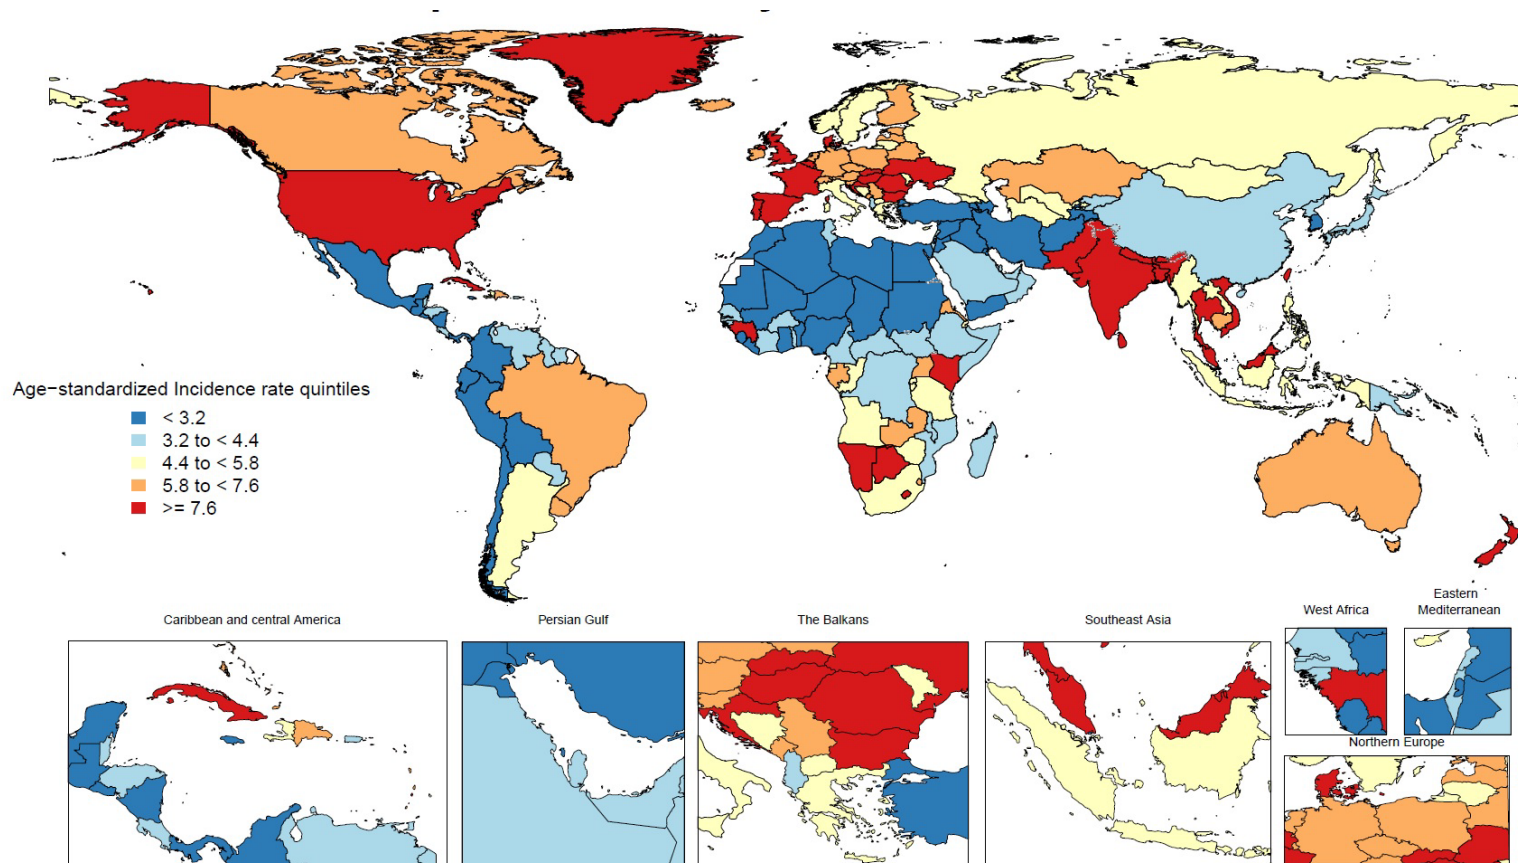 Age-standardized Incidence rate quintiles
< 3.2
3.2 to < 4.4
4.4 to < 5.8
5.8 to < 7.6
>= 7.6
Caribbean and central America
Persian Gulf
The Balkans
Southeast Asia
West Africa
Eastern
Mediterranean
Northern Europe